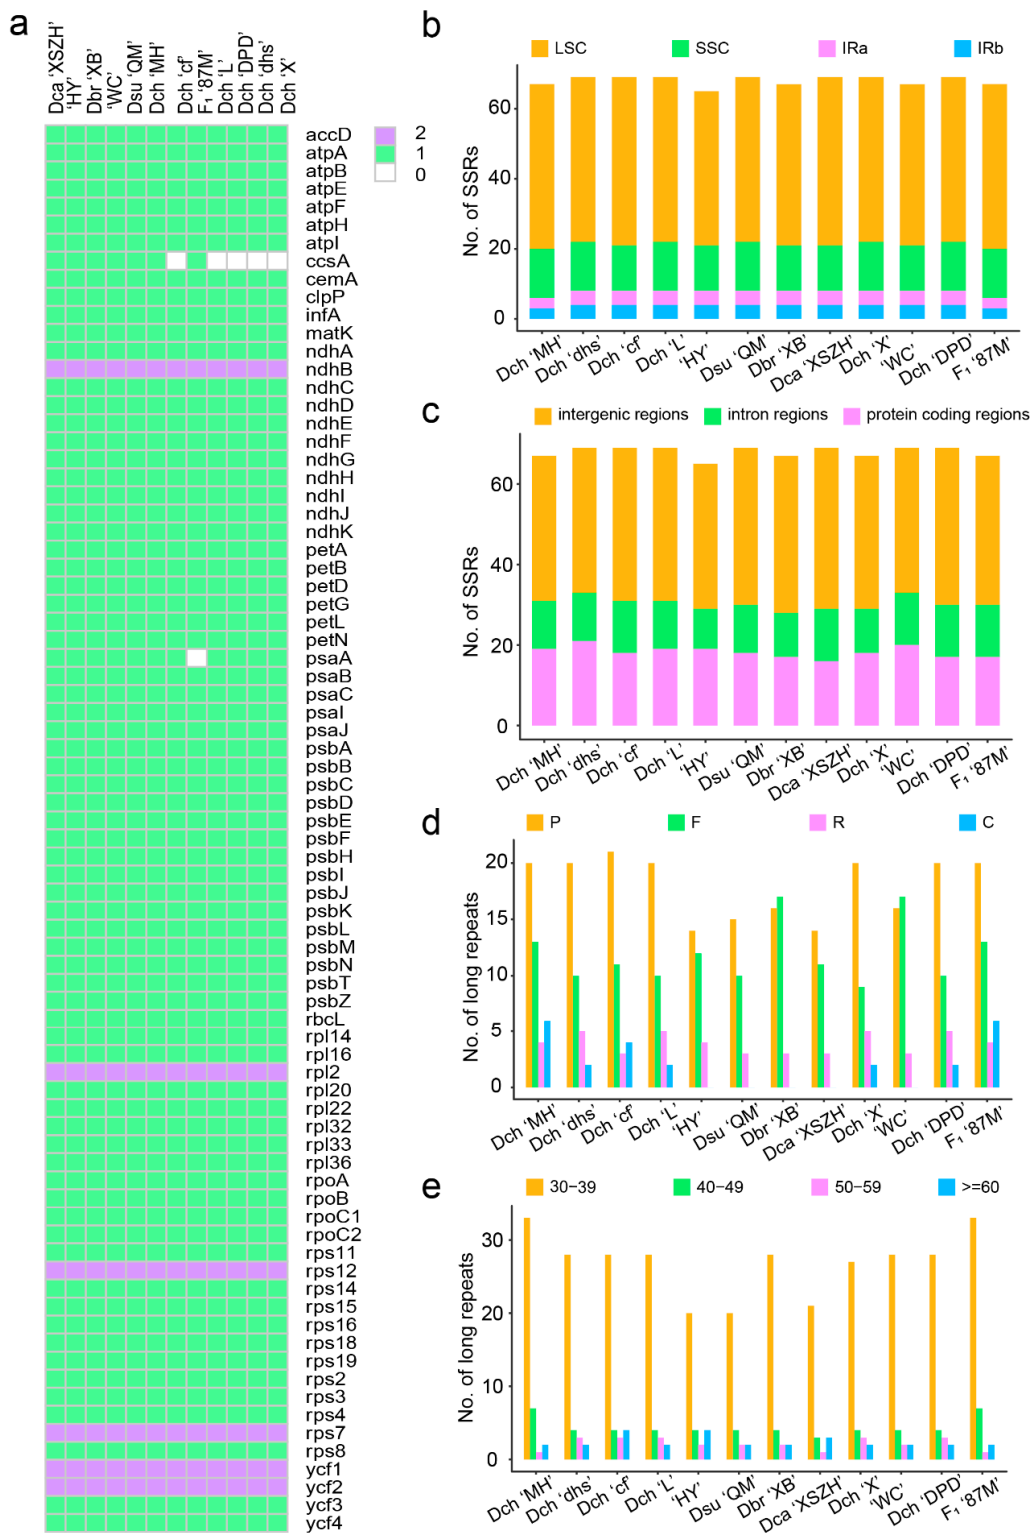 a
Dca ‘XSZH’
‘HY’
Dbr ‘XB’
‘WC’
Dsu ‘QM’
Dch ‘MH’
Dch ‘cf’
F₁ ‘87M’
Dch ‘L’
Dch ‘DPD’
Dch ‘dhs’
Dch ‘X’
accD
atpA
atpB
atpE
atpF
atpH
atpI
ccsA
cemA
clpP
infA
matK
ndhA
ndhB
ndhC
ndhD
ndhE
ndhF
ndhG
ndhH
ndhI
ndhJ
ndhK
petA
petB
petD
petG
petL
petN
psaA
psaB
psaC
psaI
psaJ
psbA
psbB
psbC
psbD
psbE
psbF
psbH
psbI
psbJ
psbK
psbL
psbM
psbN
psbT
psbZ
rbcL
rpl14
rpl16
rpl2
rpl20
rpl22
rpl32
rpl33
rpl36
rpoA
rpoB
rpoC1
rpoC2
rps11
rps12
rps14
rps15
rps16
rps18
rps19
rps2
rps3
rps4
rps7
rps8
ycf1
ycf2
ycf3
ycf4
2
1
0
b
LSC SSC IRa IRb
No. of SSRs
60
40
20
0
Dch ‘MH’ Dch ‘dhs’ Dch ‘cf’ Dch ‘L’ ‘HY’ Dsu ‘QM’ Dbr ‘XB’ Dca ‘XSZH’ Dch ‘X’ ‘WC’ Dch ‘DPD’ F₁ ‘87M’
c
intergenic regions intron regions protein coding regions
No. of SSRs
60
40
20
0
Dch ‘MH’ Dch ‘dhs’ Dch ‘cf’ Dch ‘L’ ‘HY’ Dsu ‘QM’ Dbr ‘XB’ Dca ‘XSZH’ Dch ‘X’ ‘WC’ Dch ‘DPD’ F₁ ‘87M’
d
P F R C
No. of long repeats
20
15
10
5
0
Dch ‘MH’ Dch ‘dhs’ Dch ‘cf’ Dch ‘L’ ‘HY’ Dsu ‘QM’ Dbr ‘XB’ Dca ‘XSZH’ Dch ‘X’ ‘WC’ Dch ‘DPD’ F₁ ‘87M’
e
30−39 40−49 50−59 >=60
No. of long repeats
30
20
10
0
Dch ‘MH’ Dch ‘dhs’ Dch ‘cf’ Dch ‘L’ ‘HY’ Dsu ‘QM’ Dbr ‘XB’ Dca ‘XSZH’ Dch ‘X’ ‘WC’ Dch ‘DPD’ F₁ ‘87M’